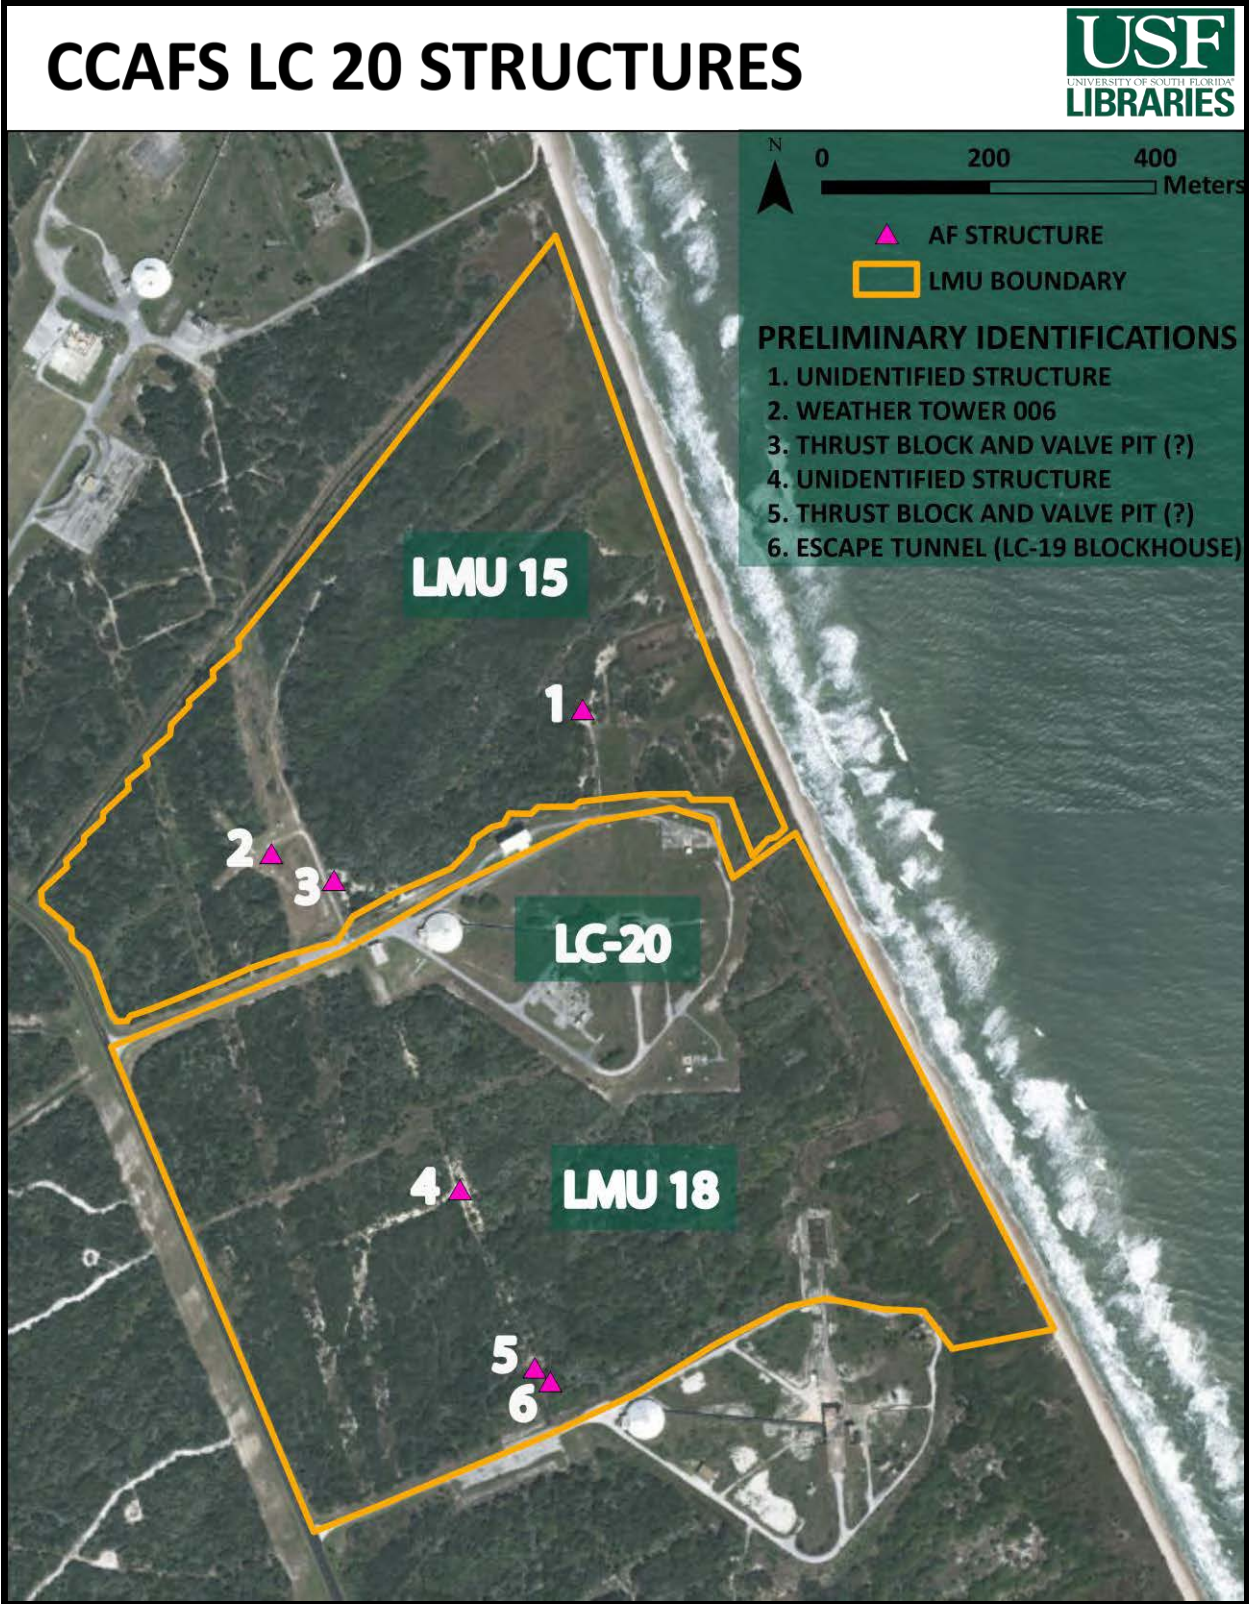 CCAFS LC 20 STRUCTURES
USF
UNIVERSITY OF SOUTH FLORIDA®
LIBRARIES
N
0 200 400
Meters
AF STRUCTURE
LMU BOUNDARY
PRELIMINARY IDENTIFICATIONS
1. UNIDENTIFIED STRUCTURE
2. WEATHER TOWER 006
3. THRUST BLOCK AND VALVE PIT (?)
4. UNIDENTIFIED STRUCTURE
5. THRUST BLOCK AND VALVE PIT (?)
6. ESCAPE TUNNEL (LC-19 BLOCKHOUSE)
LMU 15
1
2
3
LC-20
4
LMU 18
5
6